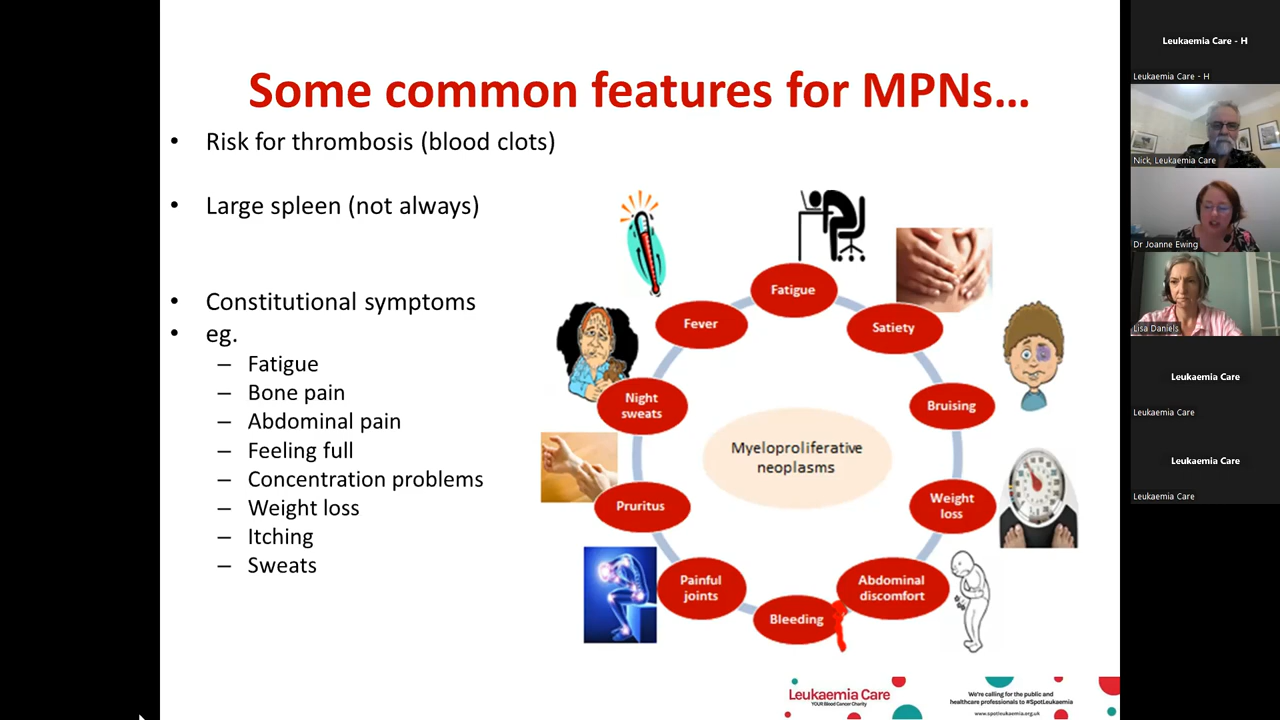 Some common features for MPNs...
• Risk for thrombosis (blood clots)
• Large spleen (not always)
• Constitutional symptoms
• eg.
– Fatigue
– Bone pain
– Abdominal pain
– Feeling full
– Concentration problems
– Weight loss
– Itching
– Sweats
Fatigue
Satiety
Bruising
Weight
loss
Abdominal
discomfort
Bleeding
Painful
joints
Pruritus
Night
sweats
Fever
Myeloproliferative
neoplasms
Leukaemia Care
YOUR Blood Cancer Charity
We're calling for the public and
healthcare professionals to #SpotLeukaemia
www.spotleukaemia.org.uk
Leukaemia Care - H
Leukaemia Care - H
Nick, Leukaemia Care
Dr Joanne Ewing
Lisa Daniels
Leukaemia Care
Leukaemia Care
Leukaemia Care
Leukaemia Care